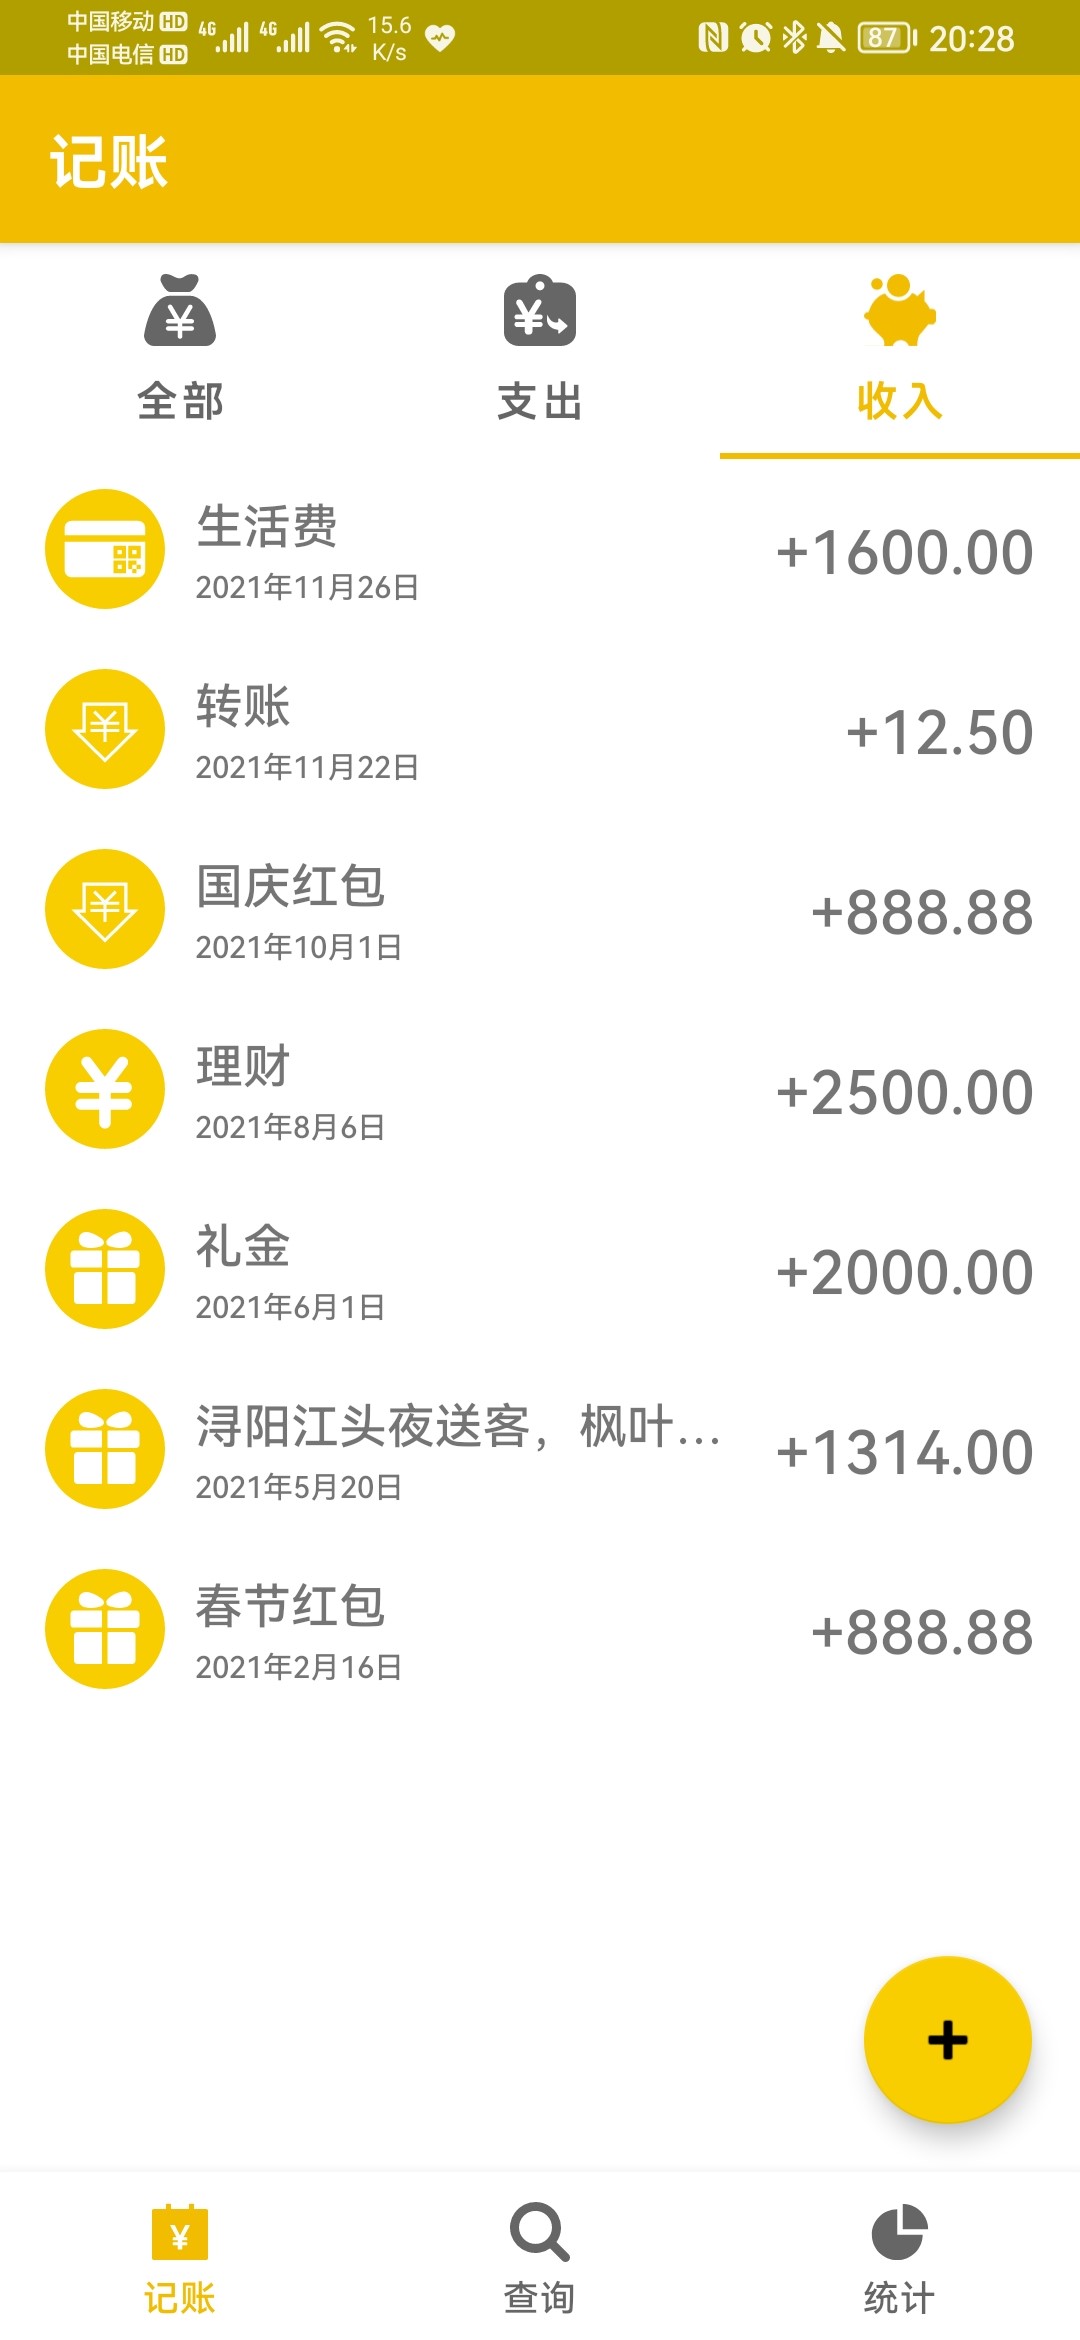 中国移动 HD 4G 4G 15.6 K/s 87 20:28
中国电信 HD
记账
全部 支出 收入
生活费
2021年11月26日
+1600.00
转账
2021年11月22日
+12.50
国庆红包
2021年10月1日
+888.88
理财
2021年8月6日
+2500.00
礼金
2021年6月1日
+2000.00
浔阳江头夜送客，枫叶...
2021年5月20日
+1314.00
春节红包
2021年2月16日
+888.88
记账 查询 统计